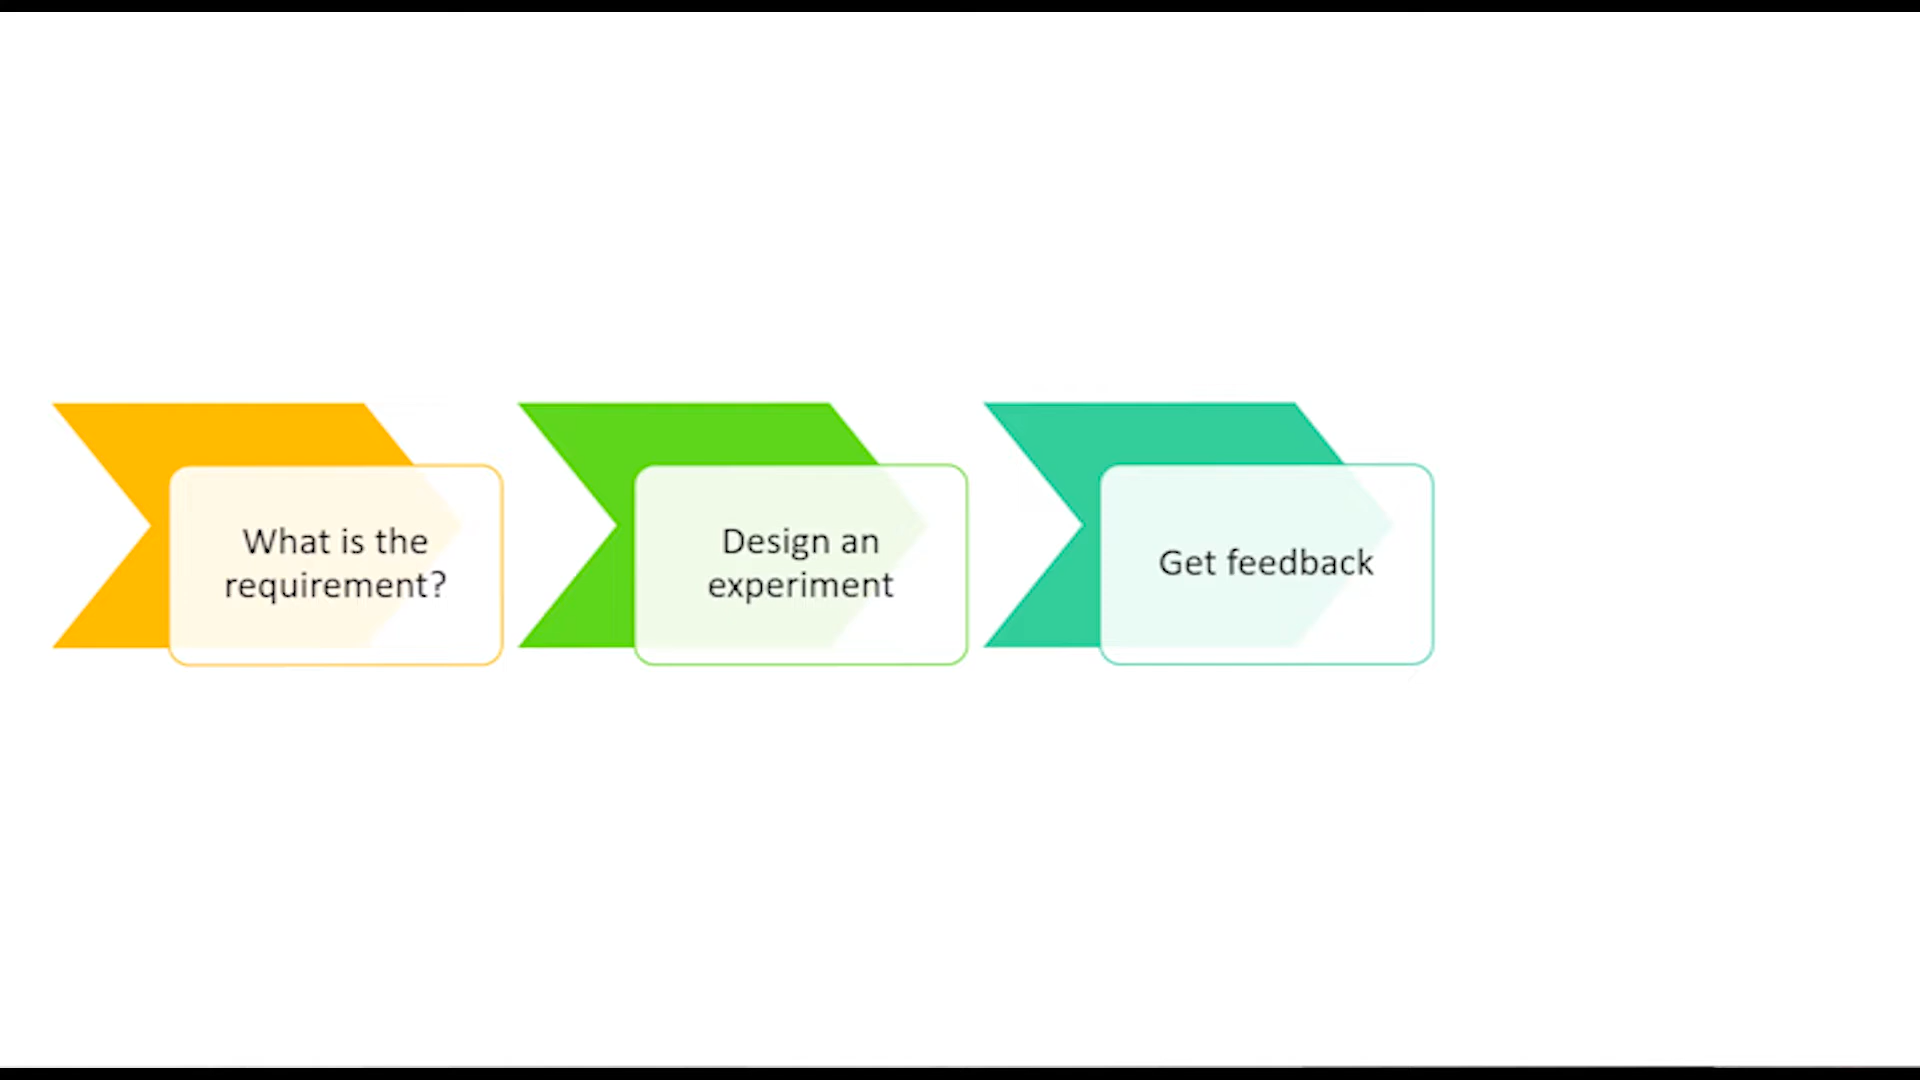 What is the
requirement?
Design an
experiment
Get feedback